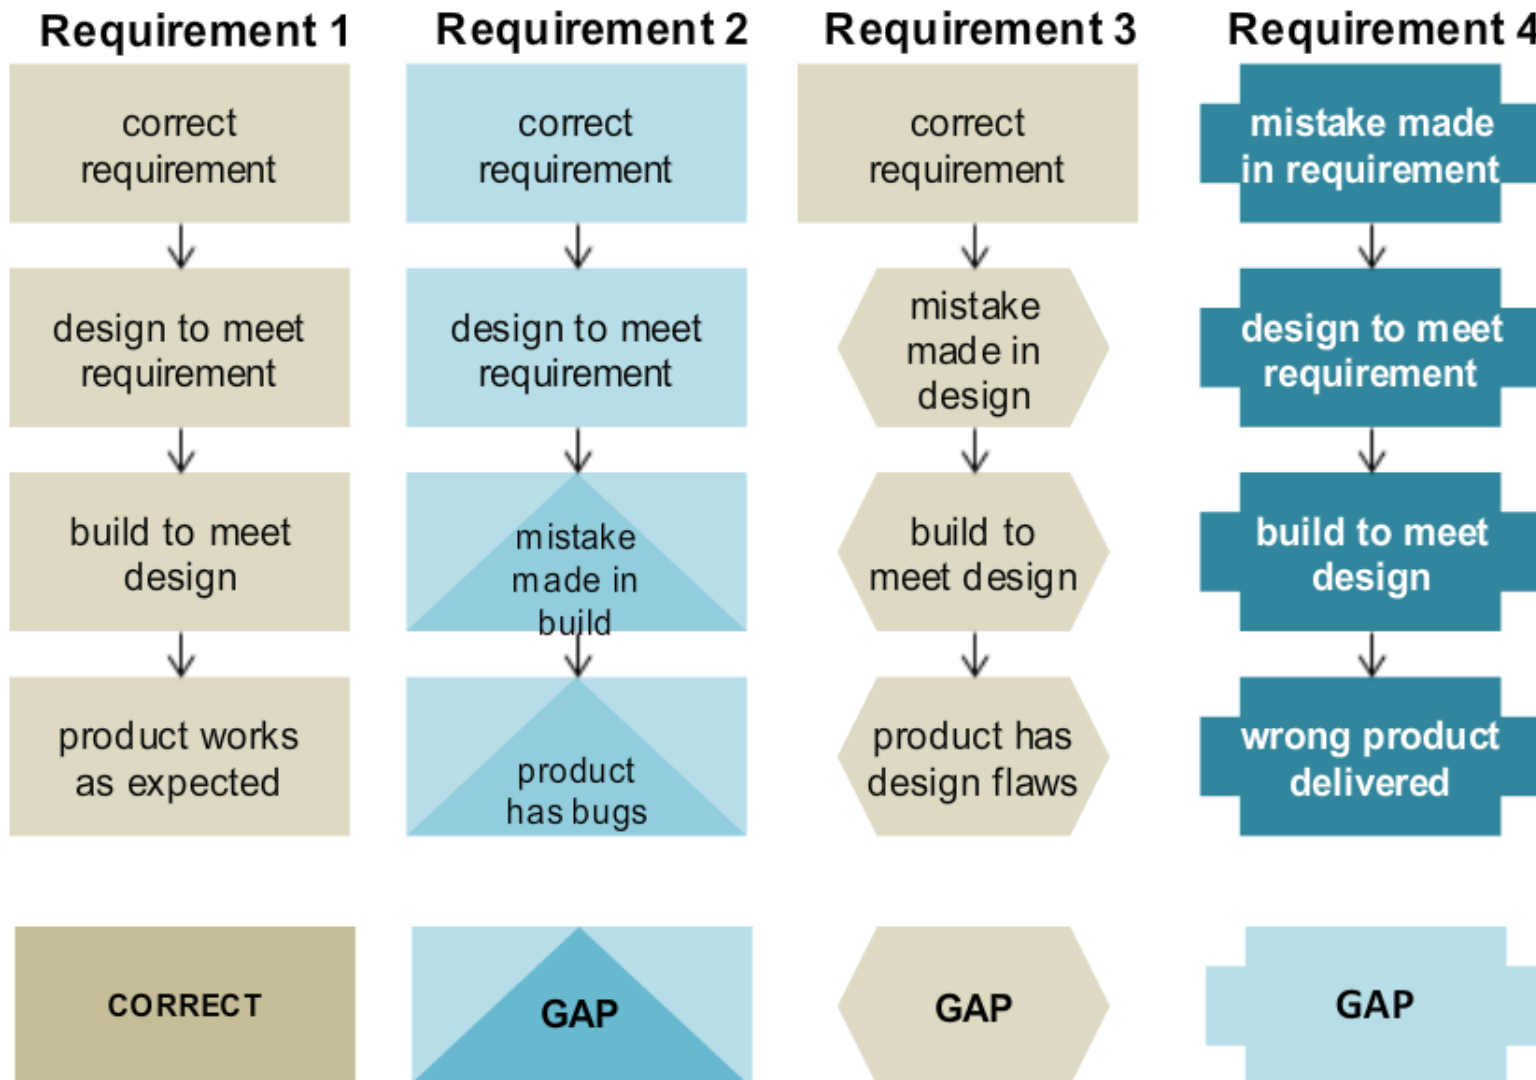 Requirement 1
correct
requirement
design to meet
requirement
build to meet
design
product works
as expected
CORRECT
Requirement 2
correct
requirement
design to meet
requirement
mistake
made in
build
product
has bugs
GAP
Requirement 3
correct
requirement
mistake
made in
design
build to
meet design
product has
design flaws
GAP
Requirement 4
mistake made
in requirement
design to meet
requirement
build to meet
design
wrong product
delivered
GAP